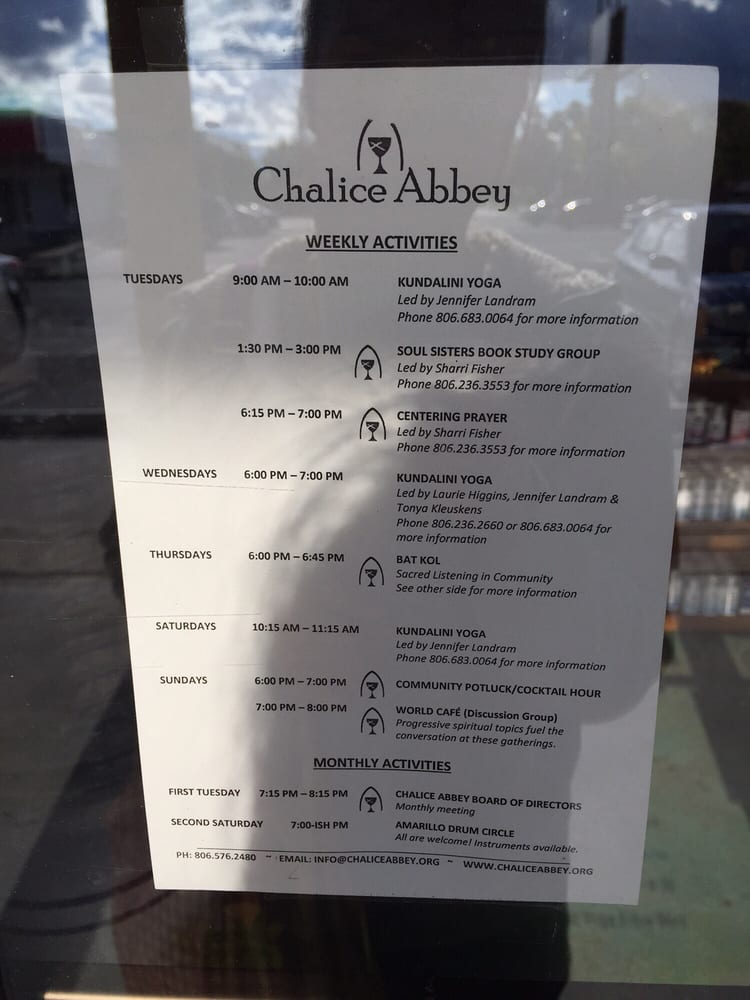 Chalice Abbey
WEEKLY ACTIVITIES
TUESDAYS 9:00 AM – 10:00 AM KUNDALINI YOGA
Led by Jennifer Landram
Phone 806.683.0064 for more information
1:30 PM – 3:00 PM SOUL SISTERS BOOK STUDY GROUP
Led by Sharri Fisher
Phone 806.236.3553 for more information
6:15 PM – 7:00 PM CENTERING PRAYER
Led by Sharri Fisher
Phone 806.236.3553 for more information
WEDNESDAYS 6:00 PM – 7:00 PM KUNDALINI YOGA
Led by Laurie Higgins, Jennifer Landram &
Tonya Kleuskens
Phone 806.236.2660 or 806.683.0064 for
more information
THURSDAYS 6:00 PM – 6:45 PM BAT KOL
Sacred Listening in Community
See other side for more information
SATURDAYS 10:15 AM – 11:15 AM KUNDALINI YOGA
Led by Jennifer Landram
Phone 806.683.0064 for more information
SUNDAYS 6:00 PM – 7:00 PM COMMUNITY POTLUCK/COCKTAIL HOUR
7:00 PM – 8:00 PM WORLD CAFÉ (Discussion Group)
Progressive spiritual topics fuel the
conversation at these gatherings.
MONTHLY ACTIVITIES
FIRST TUESDAY 7:15 PM – 8:15 PM CHALICE ABBEY BOARD OF DIRECTORS
Monthly meeting
SECOND SATURDAY 7:00-ISH PM AMARILLO DRUM CIRCLE
All are welcome! Instruments available.
PH: 806.576.2480 ~ EMAIL: INFO@CHALICEABBEY.ORG ~ WWW.CHALICEABBEY.ORG